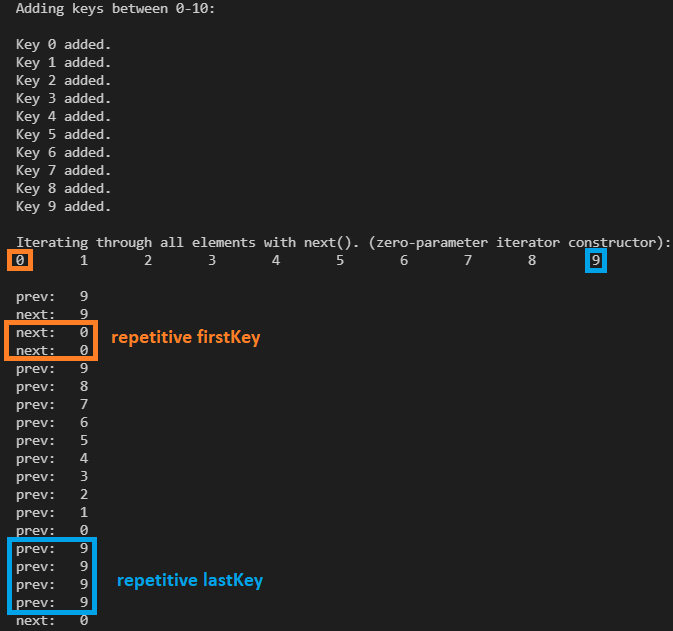 Adding keys between 0-10:
Key 0 added.
Key 1 added.
Key 2 added.
Key 3 added.
Key 4 added.
Key 5 added.
Key 6 added.
Key 7 added.
Key 8 added.
Key 9 added.
Iterating through all elements with next(). (zero-parameter iterator constructor):
0 1 2 3 4 5 6 7 8 9
prev: 9
next: 9
next: 0 repetitive firstKey
next: 0
prev: 9
prev: 8
prev: 7
prev: 6
prev: 5
prev: 4
prev: 3
prev: 2
prev: 1
prev: 0
prev: 9
prev: 9 repetitive lastKey
prev: 9
prev: 9
next: 0